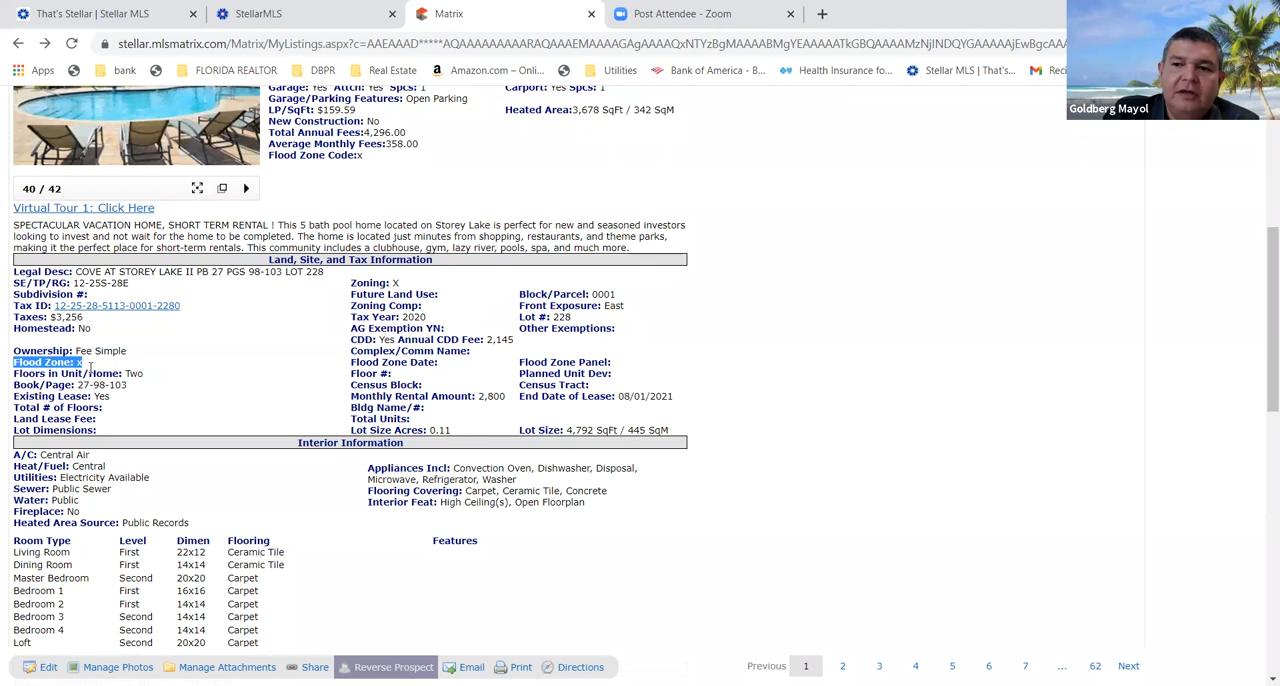 That's Stellar | Stellar MLS
StellarMLS
Matrix
Post Attendee - Zoom
stellar.mlsmatrix.com/Matrix/MyListings.aspx?c=AAEAAAD*****AQAAAAAAAAARAQAAAEMAAAAGAgAAAAQxNTYzBgMAAAABMgYEAAAAATkGBQAAAAMzNjINDQYGAAAAAjEwBgcAA
Apps
bank
FLORIDA REALTOR
DBPR
Real Estate
Amazon.com – Onli...
Utilities
Bank of America - B...
Health Insurance fo...
Stellar MLS | That's...
Goldberg Mayol
Garage: Yes Attch: Yes Spcs: 1
Carport: Yes Spcs: 1
Garage/Parking Features: Open Parking
LP/SqFt: $159.59
Heated Area:3,678 SqFt / 342 SqM
New Construction: No
Total Annual Fees:4,296.00
Average Monthly Fees:358.00
Flood Zone Code:x
40 / 42
Virtual Tour 1: Click Here
SPECTACULAR VACATION HOME, SHORT TERM RENTAL ! This 5 bath pool home located on Storey Lake is perfect for new and seasoned investors
looking to invest and not wait for the home to be completed. The home is located just minutes from shopping, restaurants, and theme parks,
making it the perfect place for short-term rentals. This community includes a clubhouse, gym, lazy river, pools, spa, and much more.
Land, Site, and Tax Information
Legal Desc: COVE AT STOREY LAKE II PB 27 PGS 98-103 LOT 228
SE/TP/RG: 12-25S-28E
Zoning: X
Subdivision #:
Future Land Use:
Block/Parcel: 0001
Tax ID: 12-25-28-5113-0001-2280
Zoning Comp:
Front Exposure: East
Taxes: $3,256
Tax Year: 2020
Lot #: 228
Homestead: No
AG Exemption YN:
Other Exemptions:
CDD: Yes Annual CDD Fee: 2,145
Ownership: Fee Simple
Complex/Comm Name:
Flood Zone: x
Flood Zone Date:
Flood Zone Panel:
Floors in Unit/Home: Two
Floor #:
Planned Unit Dev:
Book/Page: 27-98-103
Census Block:
Census Tract:
Existing Lease: Yes
Monthly Rental Amount: 2,800
End Date of Lease: 08/01/2021
Total # of Floors:
Bldg Name/#:
Land Lease Fee:
Total Units:
Lot Dimensions:
Lot Size Acres: 0.11
Lot Size: 4,792 SqFt / 445 SqM
Interior Information
A/C: Central Air
Heat/Fuel: Central
Utilities: Electricity Available
Sewer: Public Sewer
Water: Public
Fireplace: No
Heated Area Source: Public Records
Appliances Incl: Convection Oven, Dishwasher, Disposal,
Microwave, Refrigerator, Washer
Flooring Covering: Carpet, Ceramic Tile, Concrete
Interior Feat: High Ceiling(s), Open Floorplan
Room Type Level Dimen Flooring Features
Living Room First 22x12 Ceramic Tile
Dining Room First 14x14 Ceramic Tile
Master Bedroom Second 20x20 Carpet
Bedroom 1 First 16x16 Carpet
Bedroom 2 First 14x14 Carpet
Bedroom 3 Second 14x14 Carpet
Bedroom 4 Second 14x14 Carpet
Loft Second 20x20 Carpet
Edit Manage Photos Manage Attachments Share Reverse Prospect Email Print Directions
Previous 1 2 3 4 5 6 7 ... 62 Next